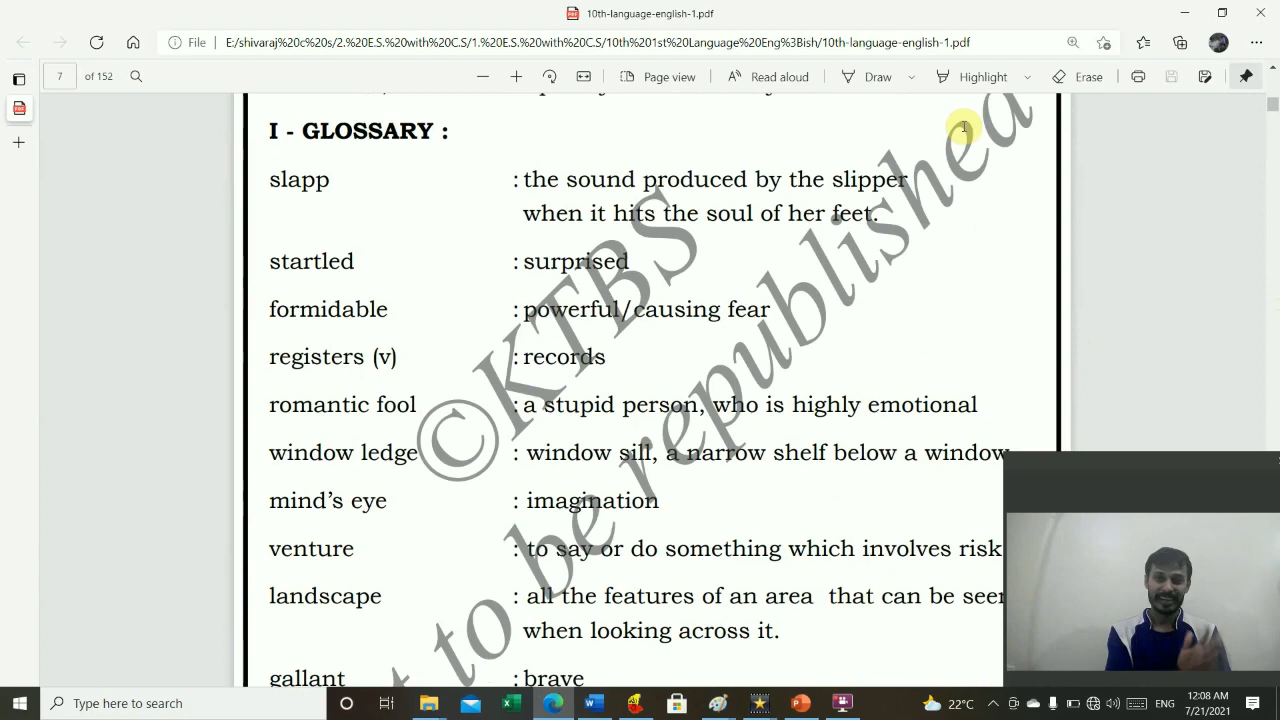 10th-language-english-1.pdf
File E:/shivaraj%20c%20s/2.%20E.S.%20with%20C.S/1.%20E.S.%20with%20C.S/10th%201st%20Language%20Eng%3Bish/10th-language-english-1.pdf
7 of 152 Page view Read aloud Draw Highlight Erase
I - GLOSSARY :
slapp : the sound produced by the slipper
when it hits the soul of her feet.
startled : surprised
formidable : powerful/causing fear
registers (v) : records
romantic fool : a stupid person, who is highly emotional
window ledge : window sill, a narrow shelf below a window
mind's eye : imagination
venture : to say or do something which involves risk
landscape : all the features of an area that can be seen
when looking across it.
gallant : brave
©KTBS
to be republished
Type here to search
22°C
12:08 AM
7/21/2021